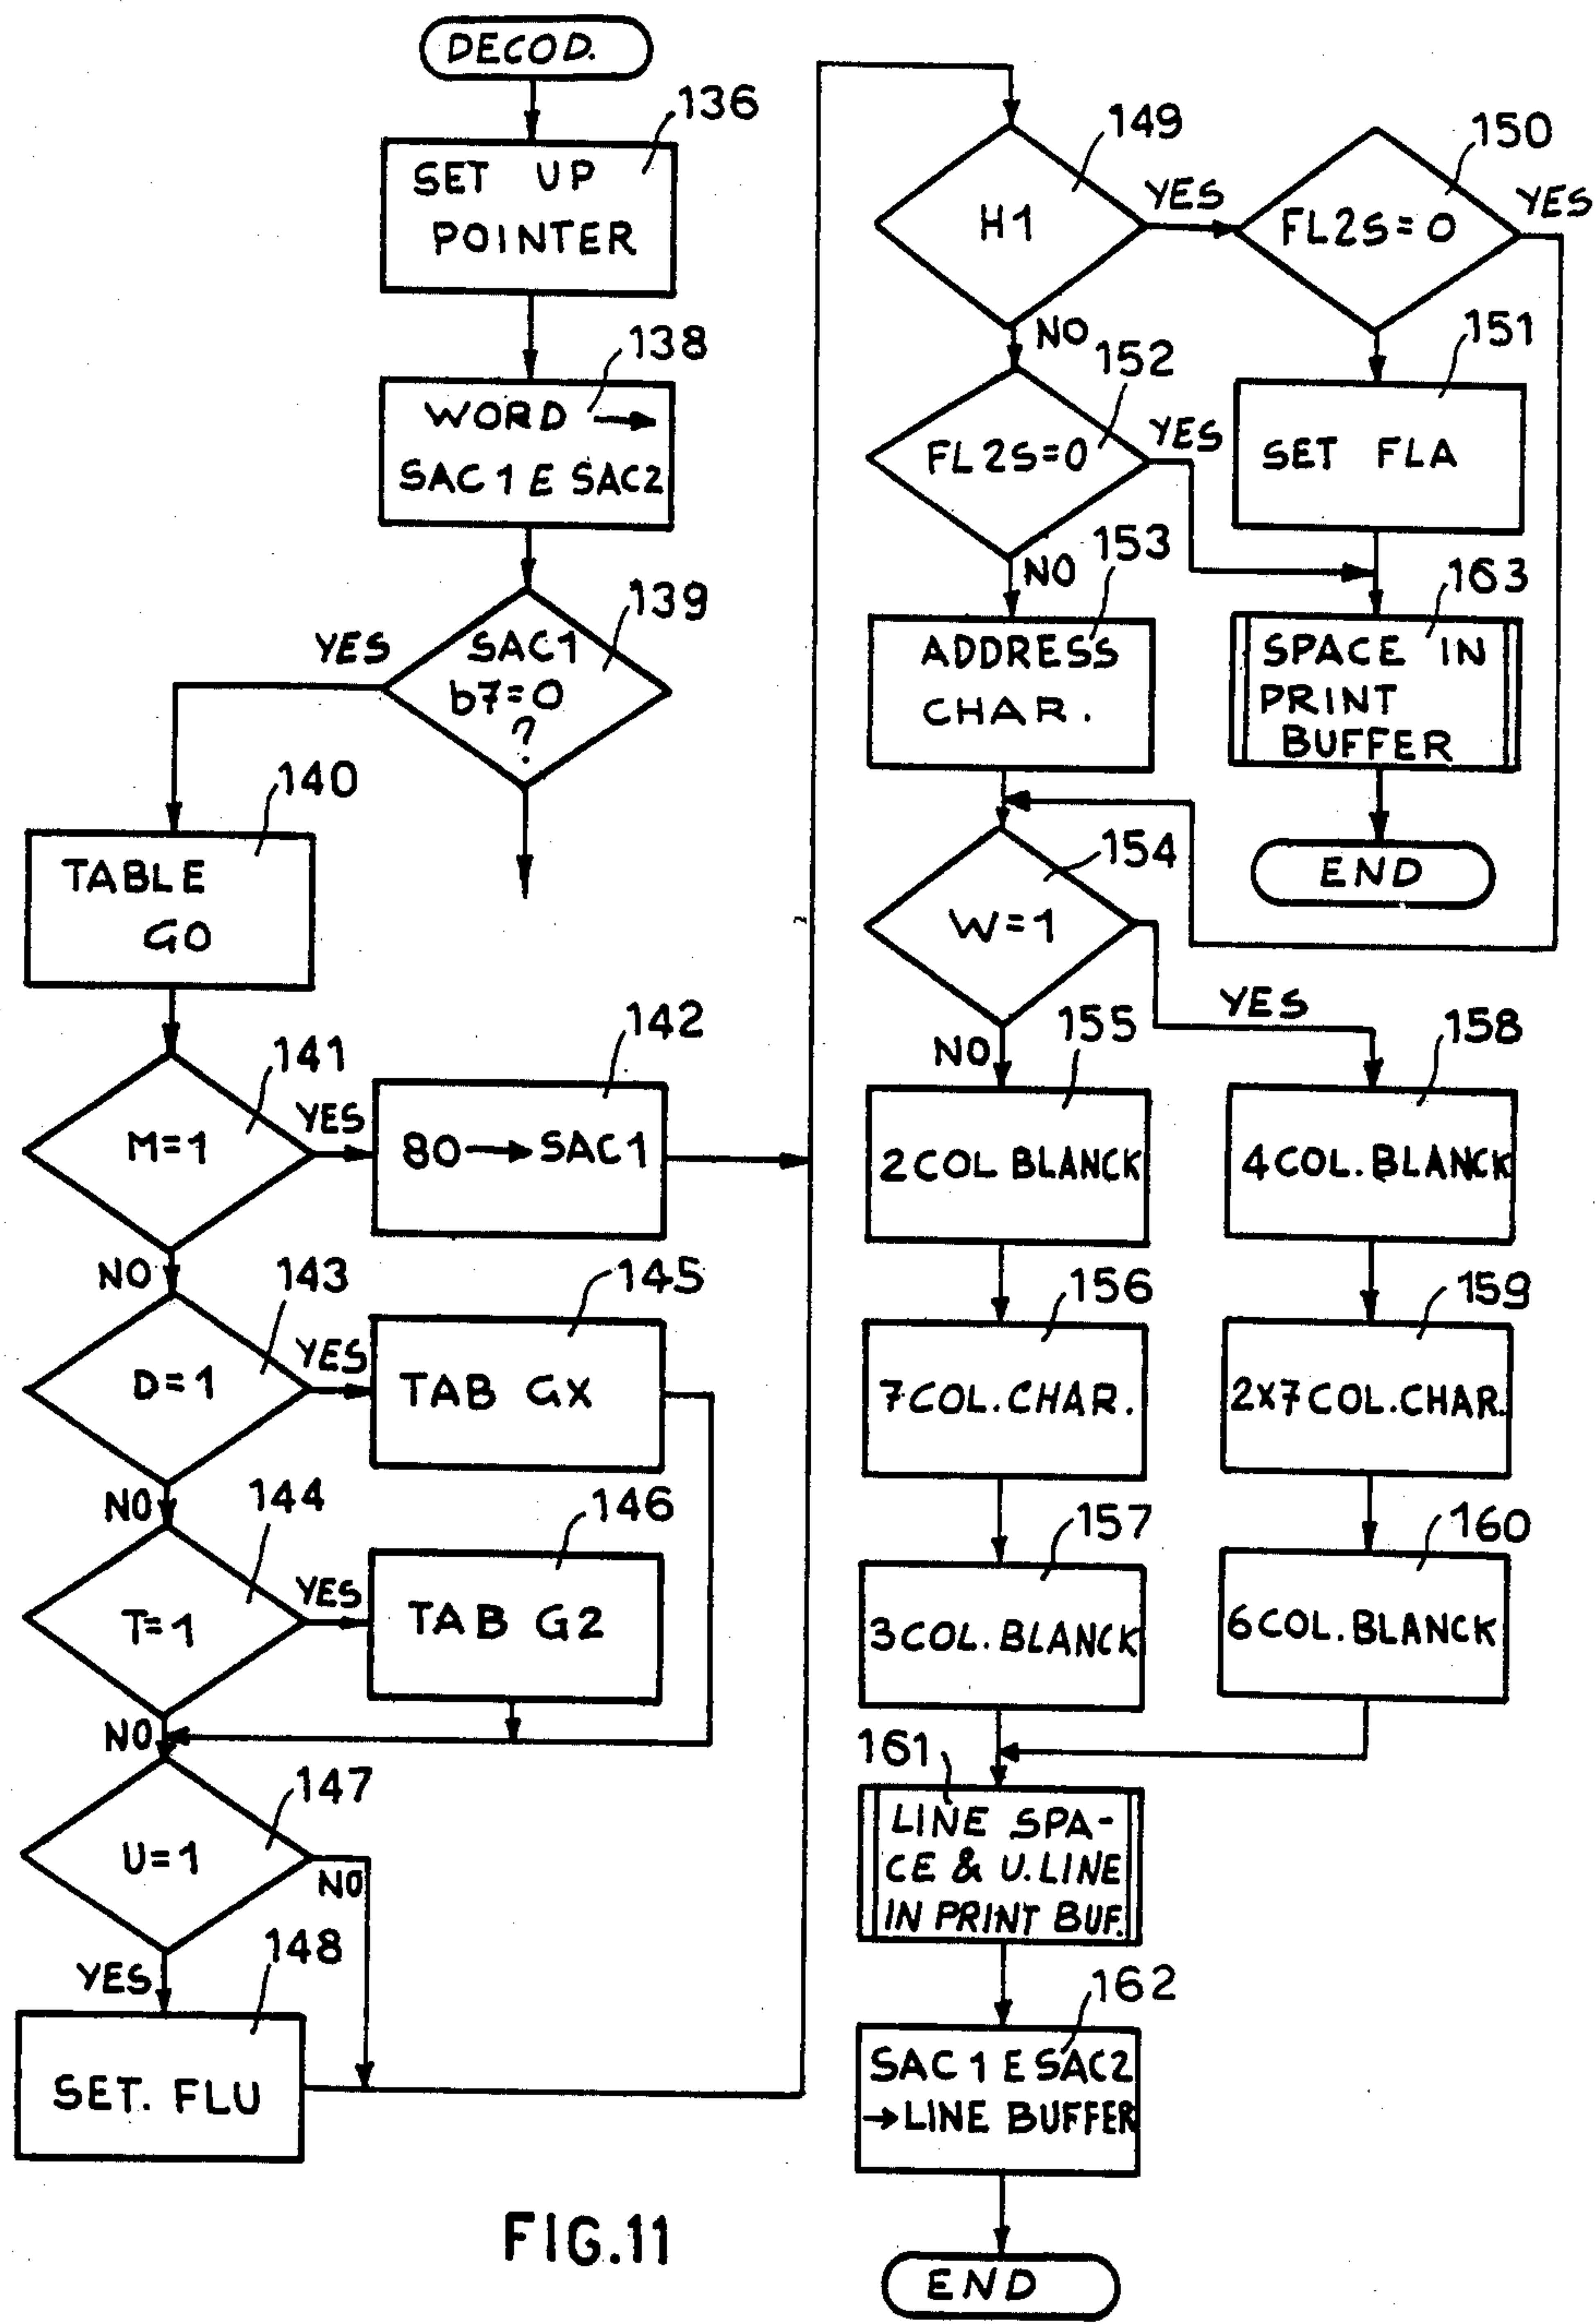 DECOD.
136
SET UP
POINTER
138
WORD →
SAC1 E SAC2
139
SAC1
b7=0
?
YES
140
TABLE
GO
141
M=1
YES
142
80→SAC1
NO
143
D=1
YES
145
TAB GX
NO
144
T=1
YES
146
TAB G2
NO
147
U=1
NO
YES
148
SET. FLU
149
H1
YES
150
FL2S=0
YES
NO
151
SET FLA
152
FL2S=0
YES
NO
153
ADDRESS
CHAR.
163
SPACE IN
PRINT
BUFFER
END
154
W=1
YES
NO
155
2COL BLANCK
158
4COL. BLANCK
156
7COL. CHAR.
159
2X7COL.CHAR.
157
3COL. BLANCK
160
6COL. BLANCK
161
LINE SPA-
CE & U.LINE
IN PRINT BUF.
162
SAC1 E SAC2
→LINE BUFFER
END
FIG.11